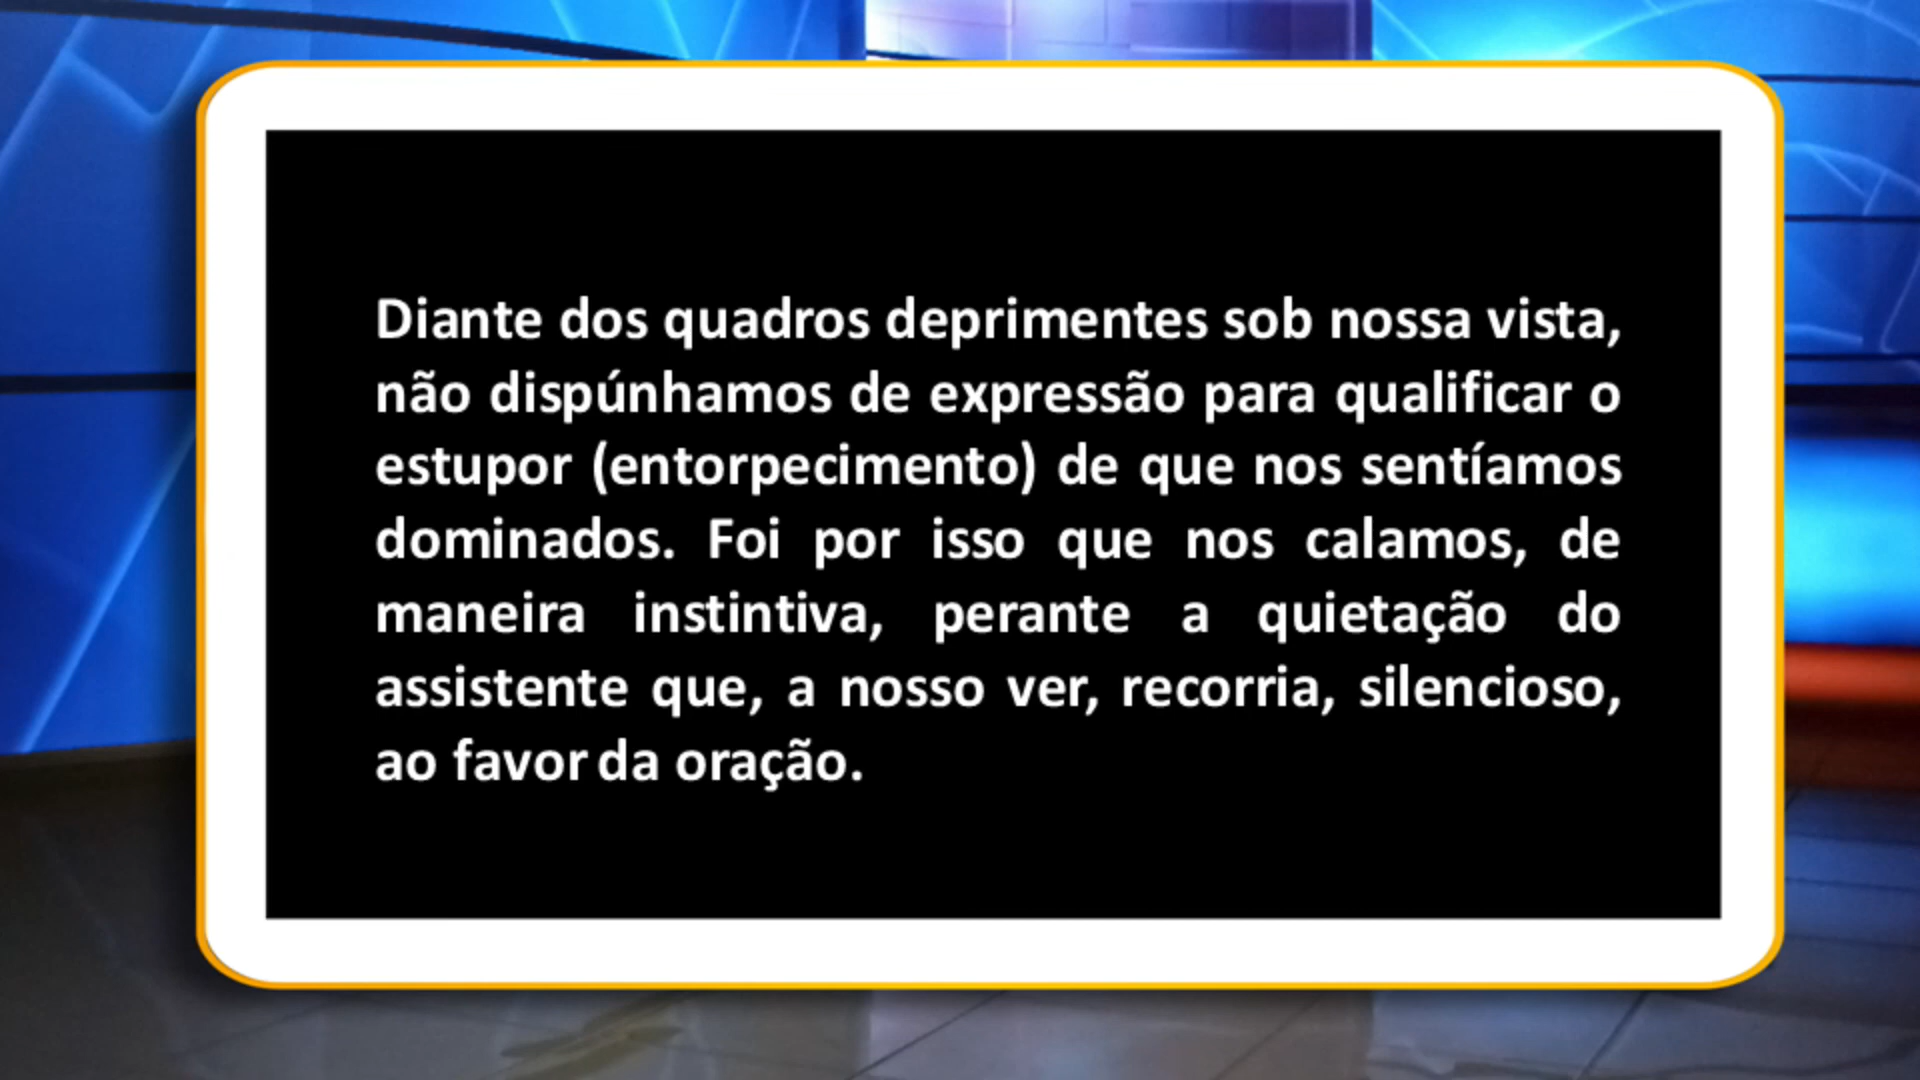 Diante dos quadros deprimentes sob nossa vista,
não dispúnhamos de expressão para qualificar o
estupor (entorpecimento) de que nos sentíamos
dominados. Foi por isso que nos calamos, de
maneira instintiva, perante a quietação do
assistente que, a nosso ver, recorria, silencioso,
ao favor da oração.